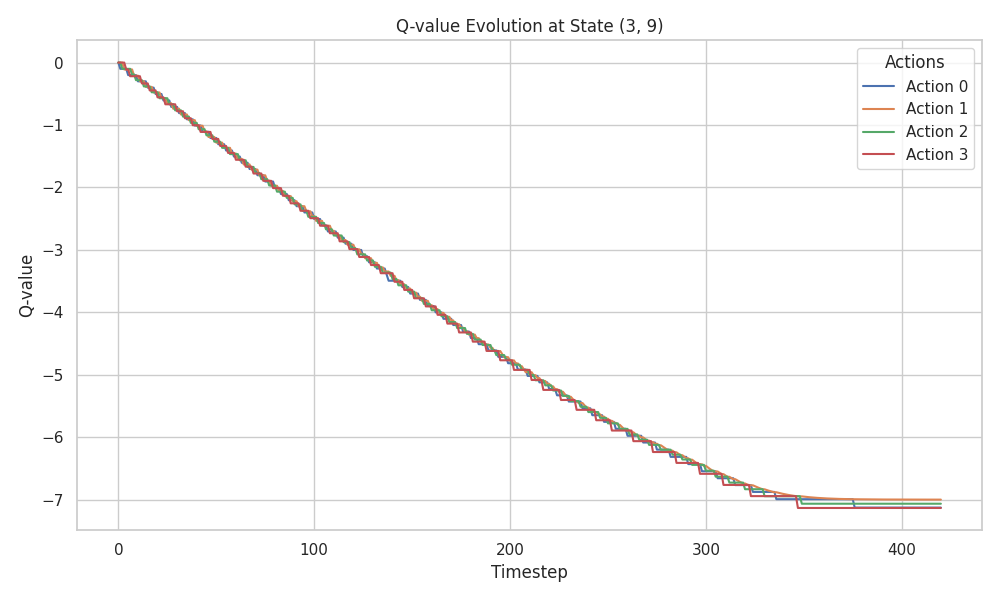 Q-value Evolution at State (3, 9)
Actions
Action 0
Action 1
Action 2
Action 3
Q-value
0
−1
−2
−3
−4
−5
−6
−7
0 100 200 300 400
Timestep